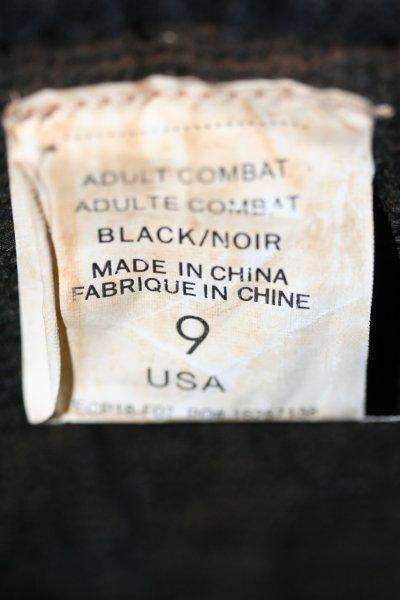 ADULT COMBAT
ADULTE COMBAT
BLACK/NOIR
MADE IN CHINA
FABRIQUE IN CHINE
9
USA